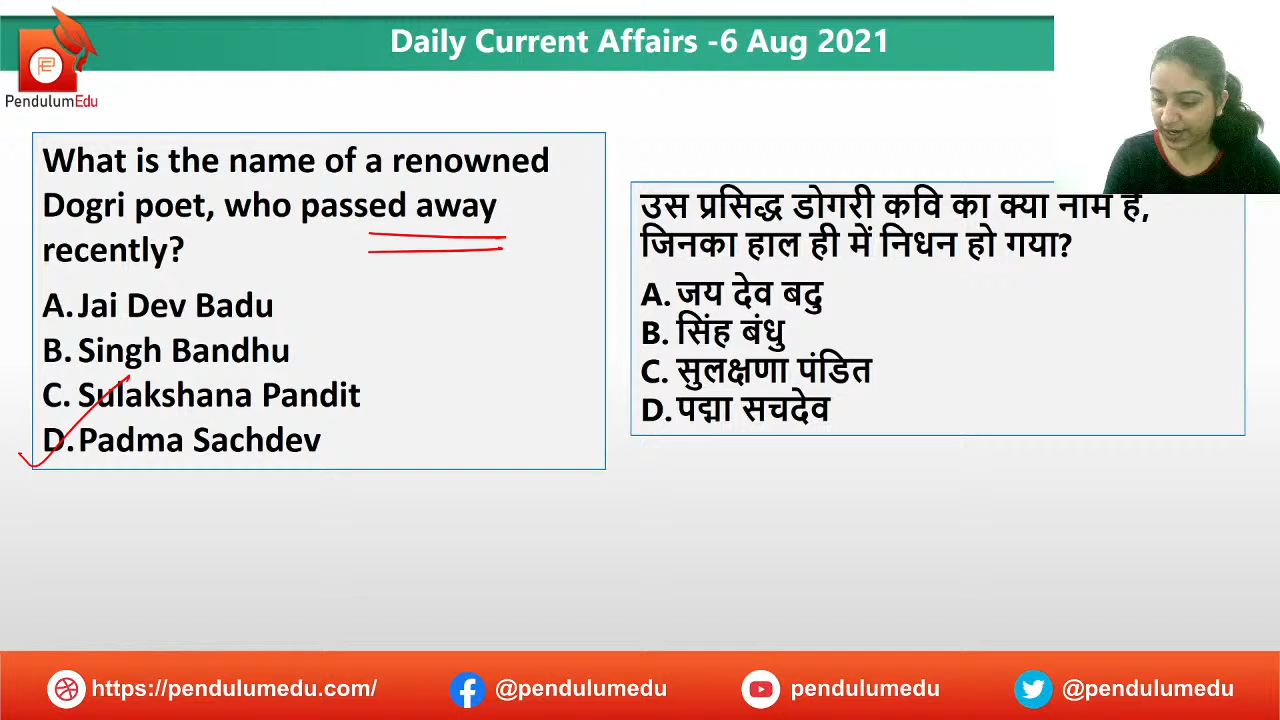 Daily Current Affairs -6 Aug 2021
PendulumEdu
What is the name of a renowned
Dogri poet, who passed away
recently?
A. Jai Dev Badu
B. Singh Bandhu
C. Sulakshana Pandit
D. Padma Sachdev
उस प्रसिद्ध डोगरी कवि का क्या नाम है,
जिनका हाल ही में निधन हो गया?
A. जय देव बदु
B. सिंह बंधु
C. सुलक्षणा पंडित
D. पद्मा सचदेव
https://pendulumedu.com/
@pendulumedu
pendulumedu
@pendulumedu